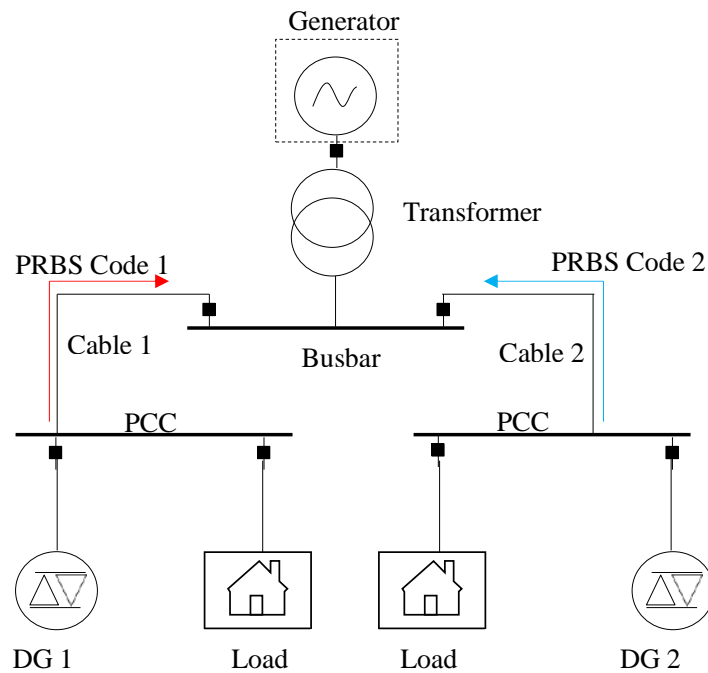 Generator
Transformer
PRBS Code 1
PRBS Code 2
Cable 1
Busbar
Cable 2
PCC
PCC
DG 1
Load
Load
DG 2